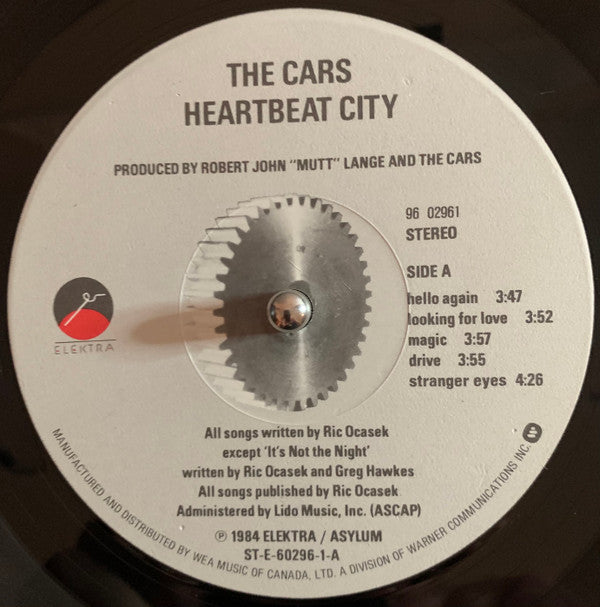 THE CARS
HEARTBEAT CITY
PRODUCED BY ROBERT JOHN "MUTT" LANGE AND THE CARS
96 02961
STEREO
SIDE A
hello again 3:47
looking for love 3:52
magic 3:57
drive 3:55
stranger eyes 4:26
ELEKTRA
All songs written by Ric Ocasek
except 'It's Not the Night'
written by Ric Ocasek and Greg Hawkes
All songs published by Ric Ocasek
Administered by Lido Music, Inc. (ASCAP)
℗ 1984 ELEKTRA / ASYLUM
ST-E-60296-1-A
MANUFACTURED AND DISTRIBUTED BY WEA MUSIC OF CANADA, LTD. A DIVISION OF WARNER COMMUNICATIONS INC.